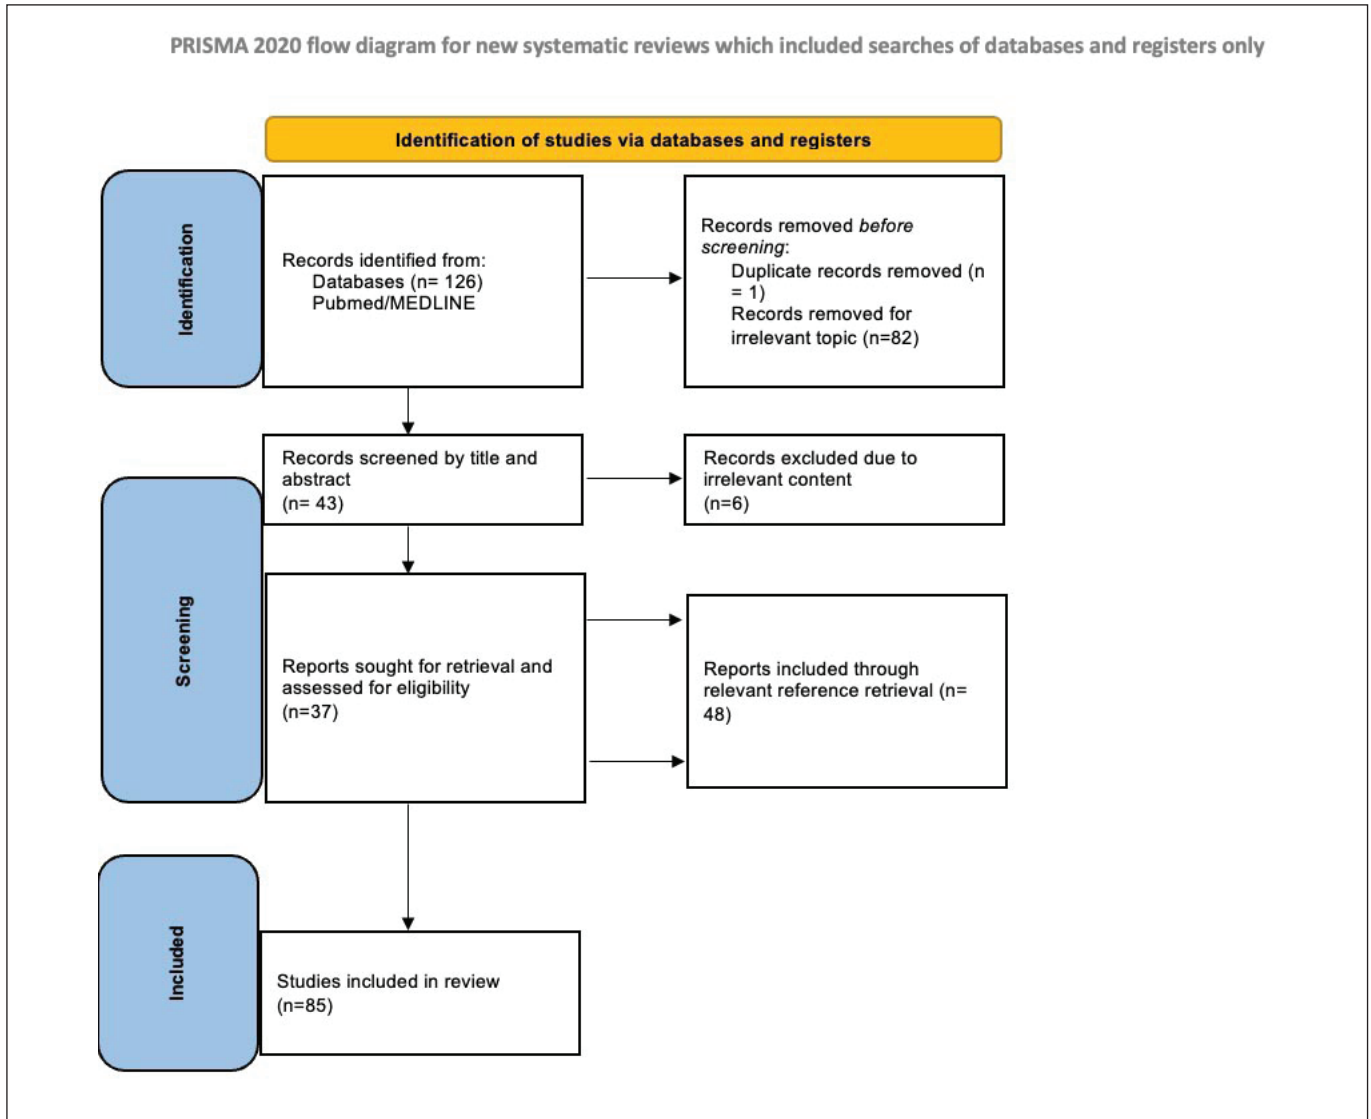 PRISMA 2020 flow diagram for new systematic reviews which included searches of databases and registers only
Identification of studies via databases and registers
Identification
Records identified from:
Databases (n= 126)
Pubmed/MEDLINE
Records removed before
screening:
Duplicate records removed (n
= 1)
Records removed for
irrelevant topic (n=82)
Screening
Records screened by title and
abstract
(n= 43)
Records excluded due to
irrelevant content
(n=6)
Reports sought for retrieval and
assessed for eligibility
(n=37)
Reports included through
relevant reference retrieval (n=
48)
Included
Studies included in review
(n=85)